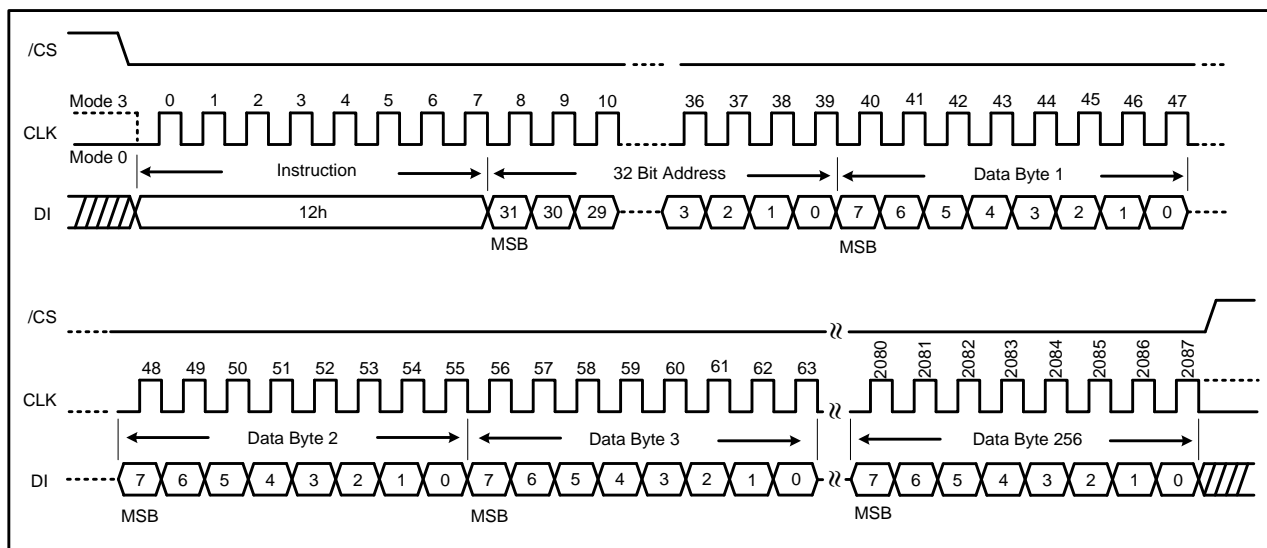 /CS
Mode 3 0 1 2 3 4 5 6 7 8 9 10 36 37 38 39 40 41 42 43 44 45 46 47
CLK
Mode 0
Instruction 32 Bit Address Data Byte 1
DI 12h 31 30 29 3 2 1 0 7 6 5 4 3 2 1 0
MSB MSB
/CS
48 49 50 51 52 53 54 55 56 57 58 59 60 61 62 63 2080 2081 2082 2083 2084 2085 2086 2087
CLK
Data Byte 2 Data Byte 3 Data Byte 256
DI 7 6 5 4 3 2 1 0 7 6 5 4 3 2 1 0 7 6 5 4 3 2 1 0
MSB MSB MSB